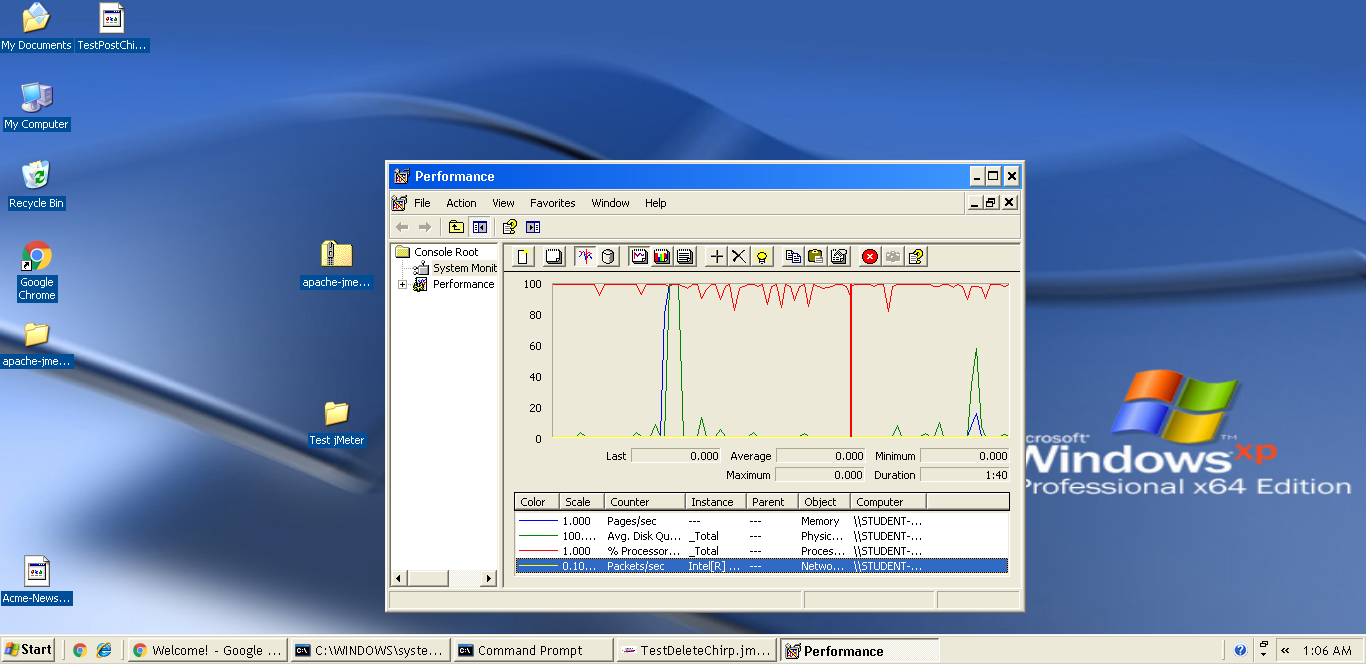 My Documents
TestPostChi...
My Computer
Recycle Bin
Google
Chrome
apache-jme...
apache-jme...
Test jMeter
Acme-News...
Performance
File Action View Favorites Window Help
Console Root
System Monit
Performance
100
80
60
40
20
0
Last 0.000 Average 0.000 Minimum 0.000
Maximum 0.000 Duration 1:40
Color Scale Counter Instance Parent Object Computer
1.000 Pages/sec --- --- Memory \\STUDENT-...
100.... Avg. Disk Qu... _Total --- Physic... \\STUDENT-...
1.000 % Processor... _Total --- Proces... \\STUDENT-...
0.10... Packets/sec Intel[R] ... --- Netwo... \\STUDENT-...
crosoft®
Windows xp™
Professional x64 Edition
Start
Welcome! - Google ...
C:\WINDOWS\syste...
Command Prompt
TestDeleteChirp.jm...
Performance
1:06 AM